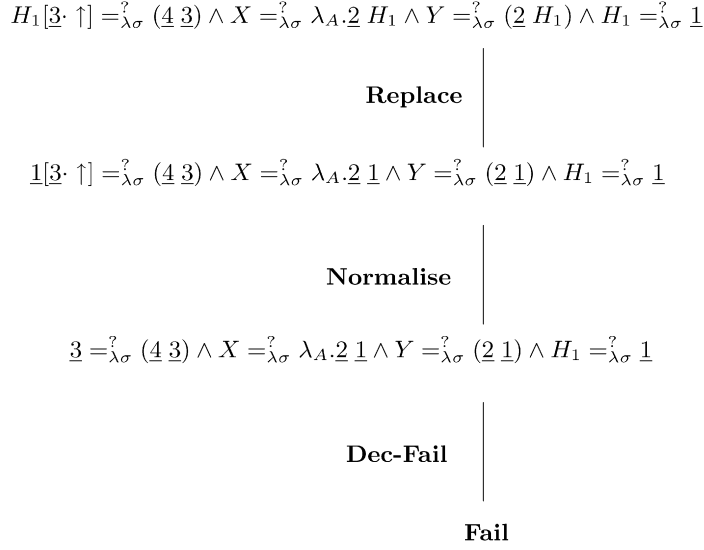 H₁[3̲· ↑] =?λσ (4̲ 3̲) ∧ X =?λσ λA.2̲ H₁ ∧ Y =?λσ (2̲ H₁) ∧ H₁ =?λσ 1̲
Replace
1̲[3̲· ↑] =?λσ (4̲ 3̲) ∧ X =?λσ λA.2̲ 1̲ ∧ Y =?λσ (2̲ 1̲) ∧ H₁ =?λσ 1̲
Normalise
3̲ =?λσ (4̲ 3̲) ∧ X =?λσ λA.2̲ 1̲ ∧ Y =?λσ (2̲ 1̲) ∧ H₁ =?λσ 1̲
Dec-Fail
Fail